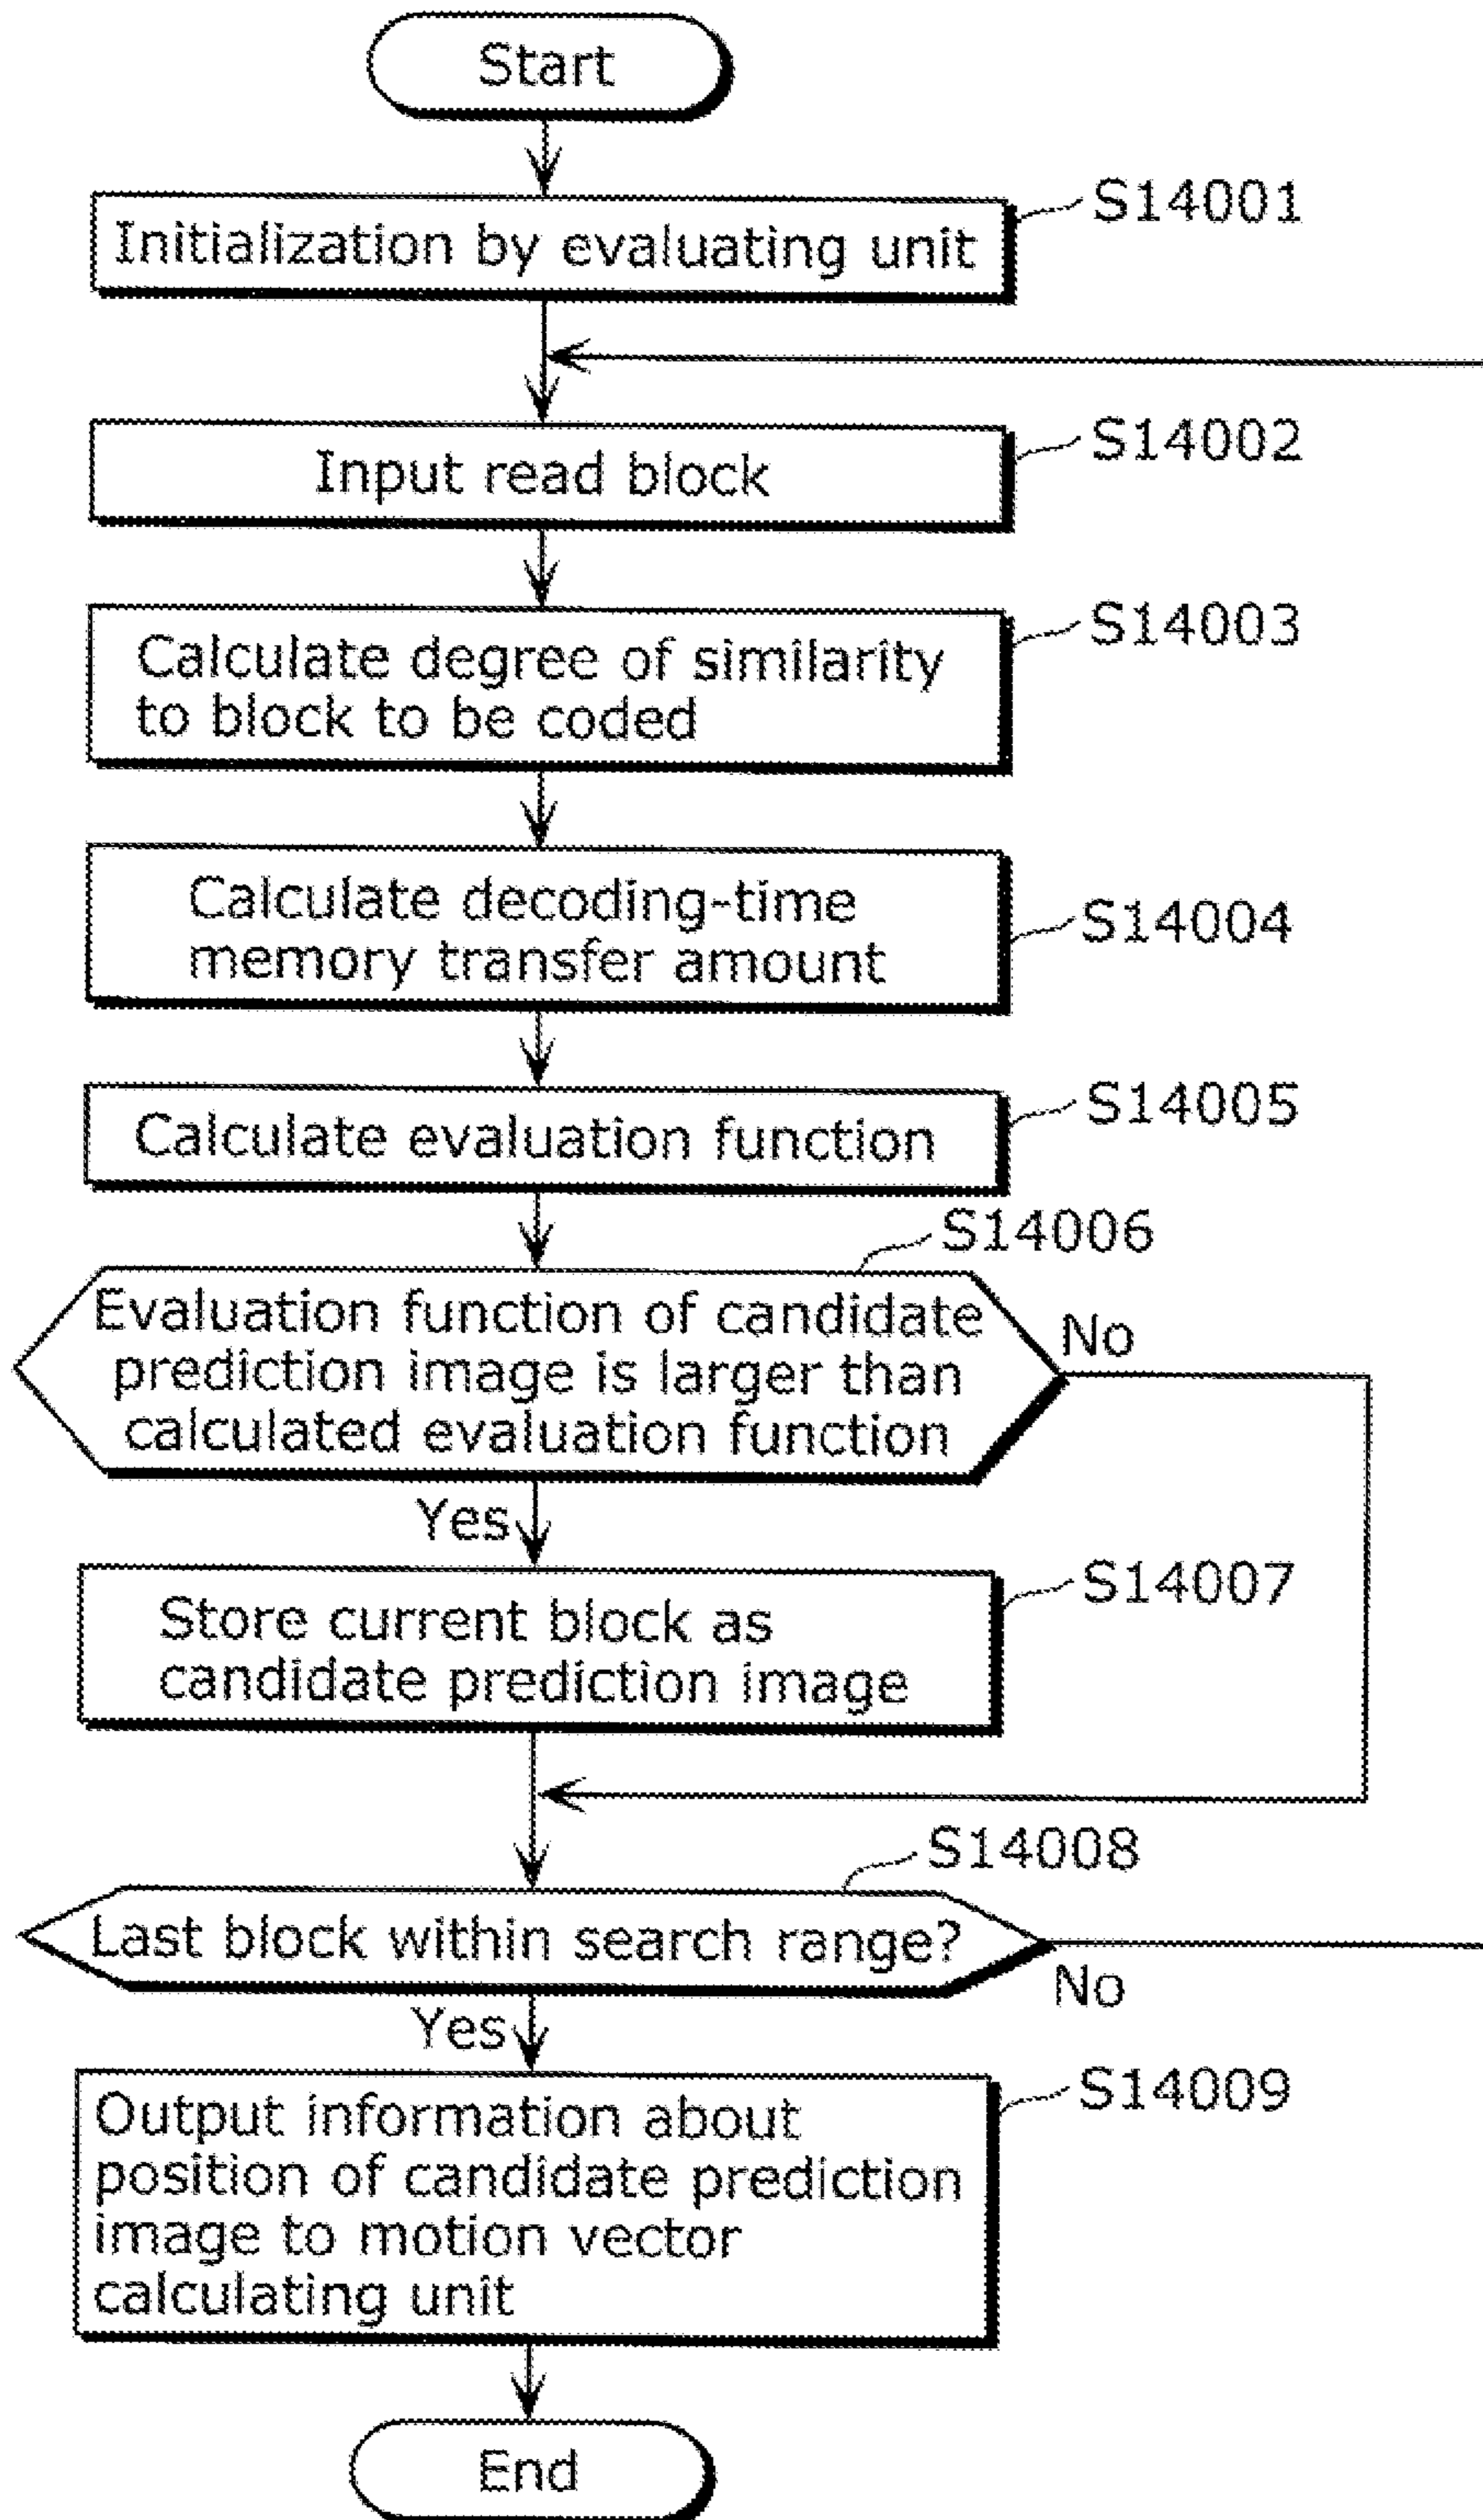 Start
S14001
Initialization by evaluating unit
S14002
Input read block
S14003
Calculate degree of similarity
to block to be coded
S14004
Calculate decoding-time
memory transfer amount
S14005
Calculate evaluation function
S14006
Evaluation function of candidate
prediction image is larger than
calculated evaluation function
No
Yes
S14007
Store current block as
candidate prediction image
S14008
Last block within search range?
No
Yes
S14009
Output information about
position of candidate prediction
image to motion vector
calculating unit
End